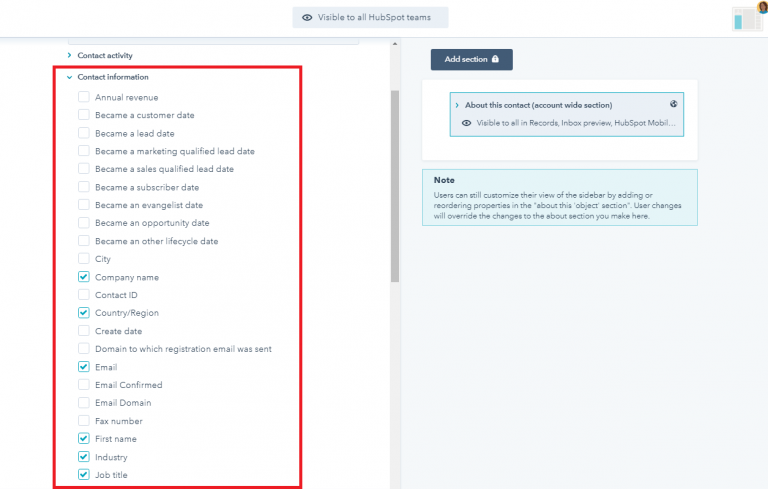 Visible to all HubSpot teams
Contact activity
Contact information
Annual revenue
Became a customer date
Became a lead date
Became a marketing qualified lead date
Became a sales qualified lead date
Became a subscriber date
Became an evangelist date
Became an opportunity date
Became an other lifecycle date
City
Company name
Contact ID
Country/Region
Create date
Domain to which registration email was sent
Email
Email Confirmed
Email Domain
Fax number
First name
Industry
Job title
Add section
About this contact (account wide section)
Visible to all in Records, Inbox preview, HubSpot Mobil...
Note
Users can still customize their view of the sidebar by adding or
reordering properties in the "about this 'object' section". User changes
will override the changes to the about section you make here.